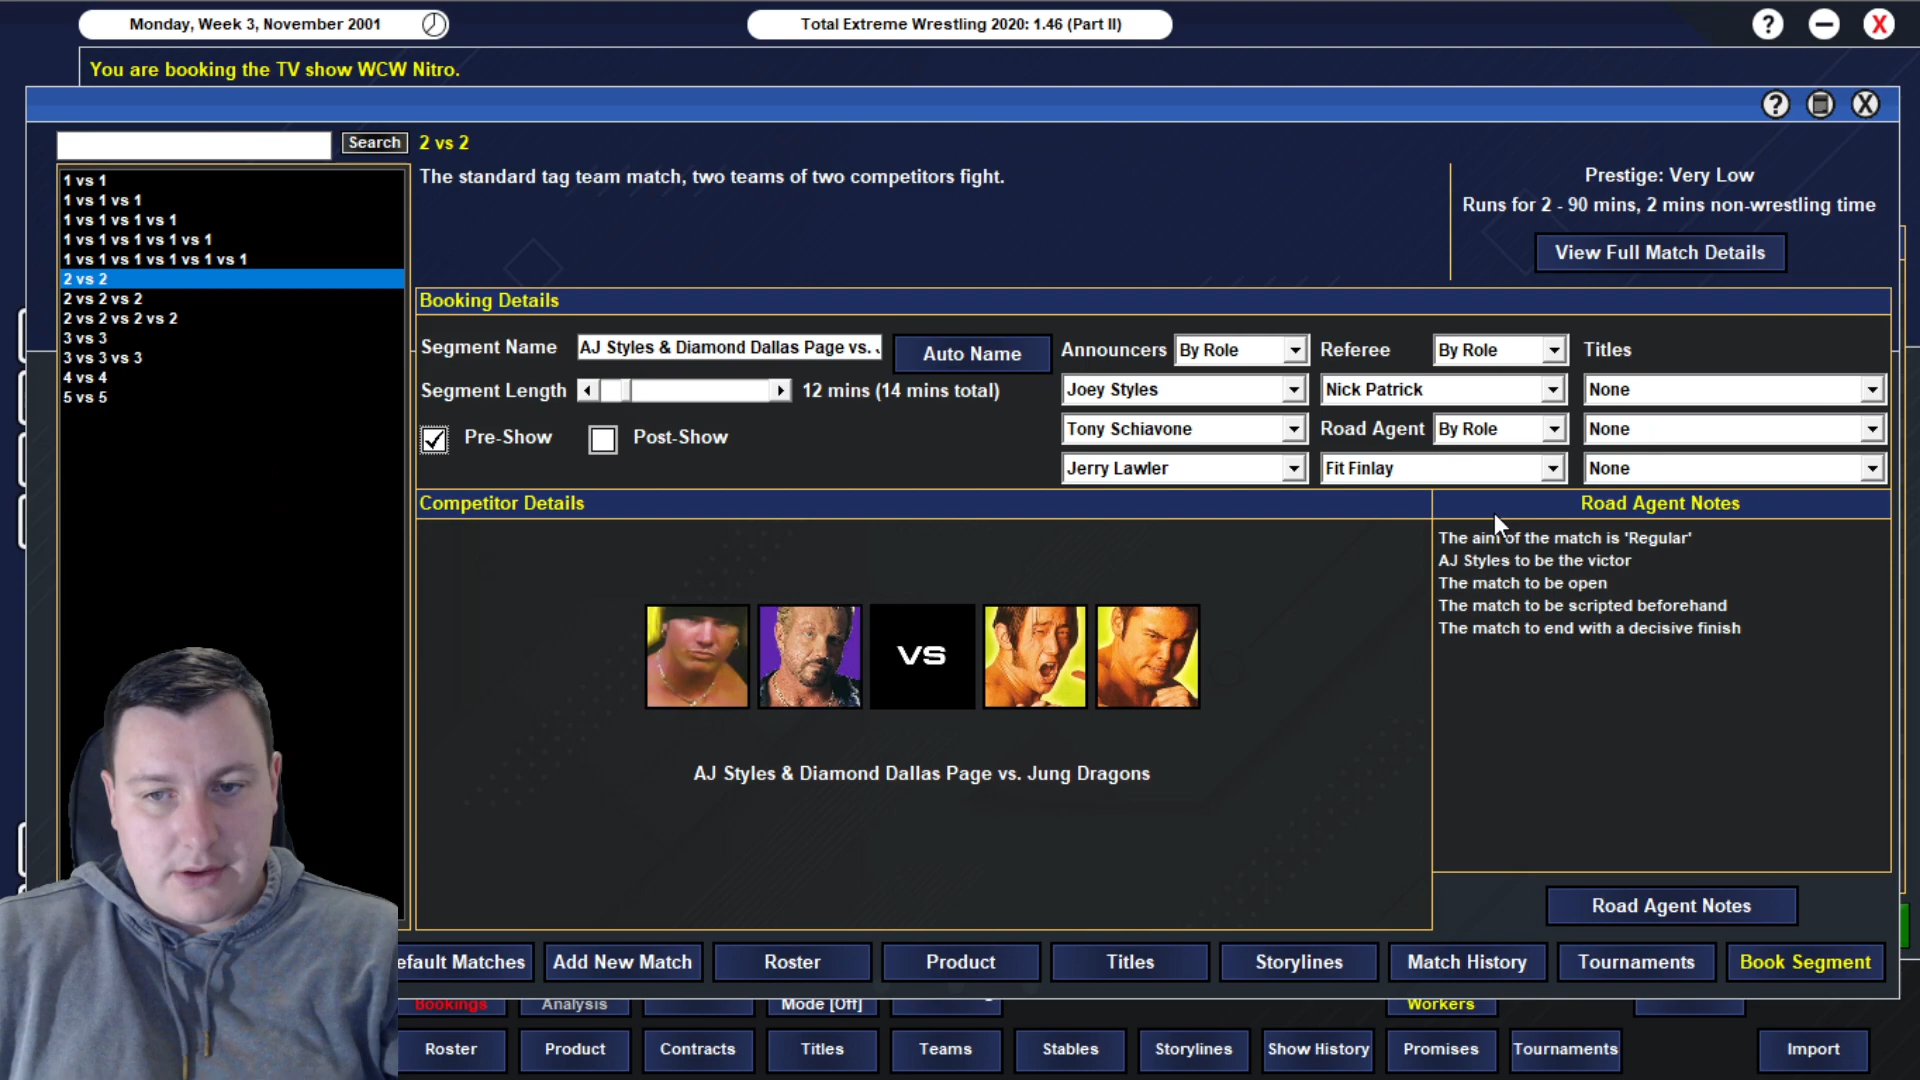 Monday, Week 3, November 2001
Total Extreme Wrestling 2020: 1.46 (Part II)
? X
You are booking the TV show WCW Nitro.
? X
Search
2 vs 2
The standard tag team match, two teams of two competitors fight.
Prestige: Very Low
Runs for 2 - 90 mins, 2 mins non-wrestling time
View Full Match Details
1 vs 1
1 vs 1 vs 1
1 vs 1 vs 1 vs 1
1 vs 1 vs 1 vs 1 vs 1
1 vs 1 vs 1 vs 1 vs 1 vs 1
2 vs 2
2 vs 2 vs 2
2 vs 2 vs 2 vs 2
3 vs 3
3 vs 3 vs 3
4 vs 4
5 vs 5
Booking Details
Segment Name AJ Styles & Diamond Dallas Page vs. Auto Name Announcers By Role Referee By Role Titles
Segment Length 12 mins (14 mins total) Joey Styles Nick Patrick None
Pre-Show Post-Show Tony Schiavone Road Agent By Role None
Jerry Lawler Fit Finlay None
Competitor Details
VS
AJ Styles & Diamond Dallas Page vs. Jung Dragons
Road Agent Notes
The aim of the match is 'Regular'
AJ Styles to be the victor
The match to be open
The match to be scripted beforehand
The match to end with a decisive finish
Road Agent Notes
efault Matches Add New Match Roster Product Titles Storylines Match History Tournaments Book Segment
Bookings Analysis Mode [Off] Workers
Roster Product Contracts Titles Teams Stables Storylines Show History Promises Tournaments Import